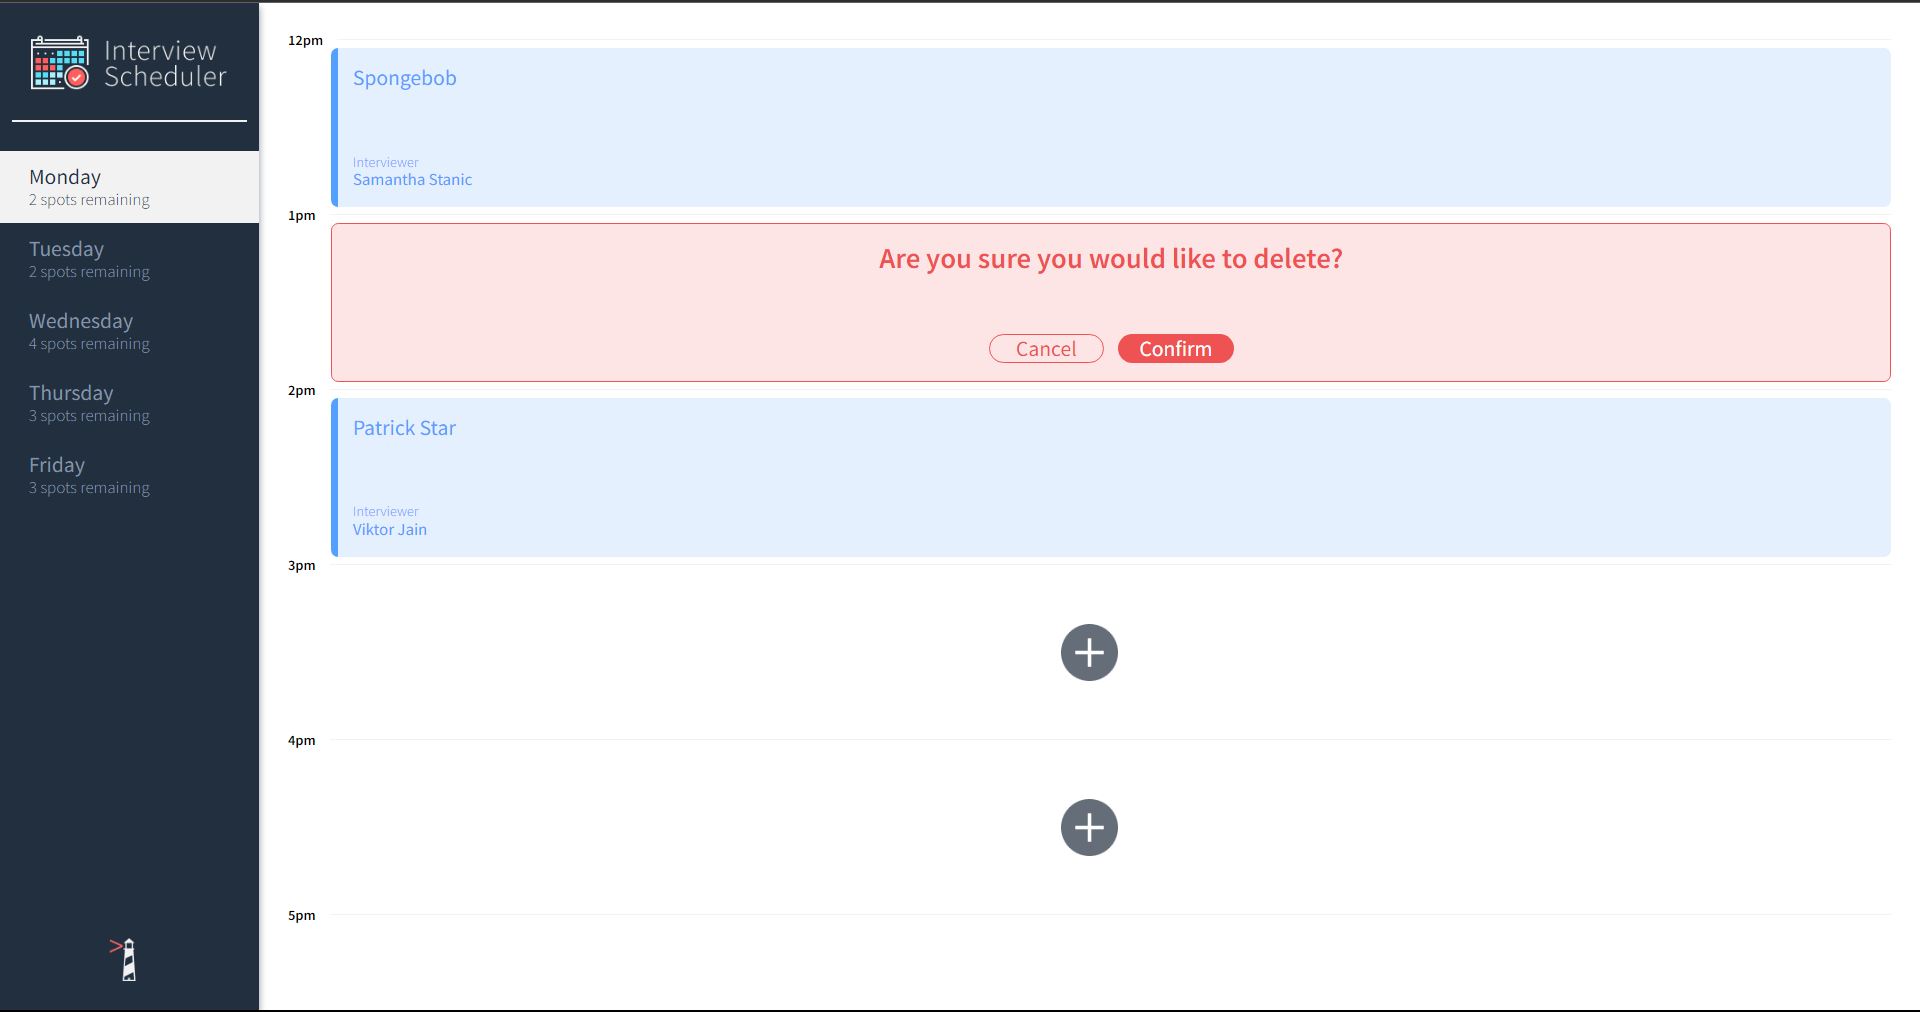 Interview
Scheduler
Monday
2 spots remaining
Tuesday
2 spots remaining
Wednesday
4 spots remaining
Thursday
3 spots remaining
Friday
3 spots remaining
12pm
Spongebob
Interviewer
Samantha Stanic
1pm
Are you sure you would like to delete?
Cancel Confirm
2pm
Patrick Star
Interviewer
Viktor Jain
3pm
4pm
5pm